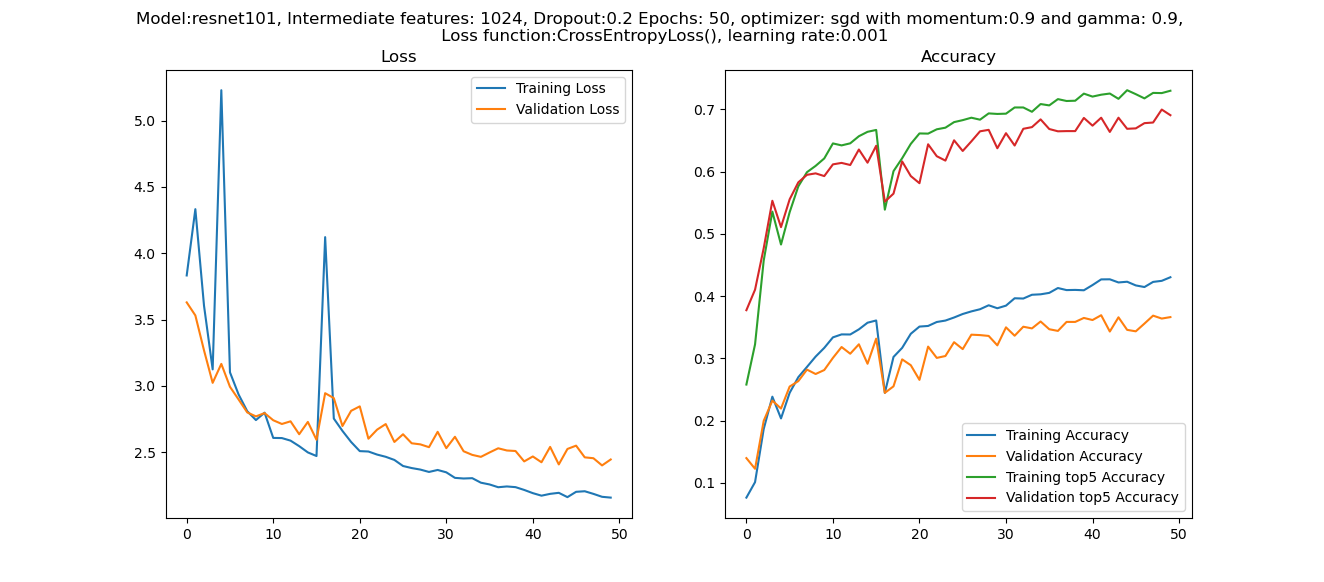 Model:resnet101, Intermediate features: 1024, Dropout:0.2 Epochs: 50, optimizer: sgd with momentum:0.9 and gamma: 0.9,
Loss function:CrossEntropyLoss(), learning rate:0.001
Loss
Training Loss
Validation Loss
5.0
4.5
4.0
3.5
3.0
2.5
0
10
20
30
40
50
Accuracy
0.7
0.6
0.5
0.4
0.3
0.2
0.1
Training Accuracy
Validation Accuracy
Training top5 Accuracy
Validation top5 Accuracy
0
10
20
30
40
50